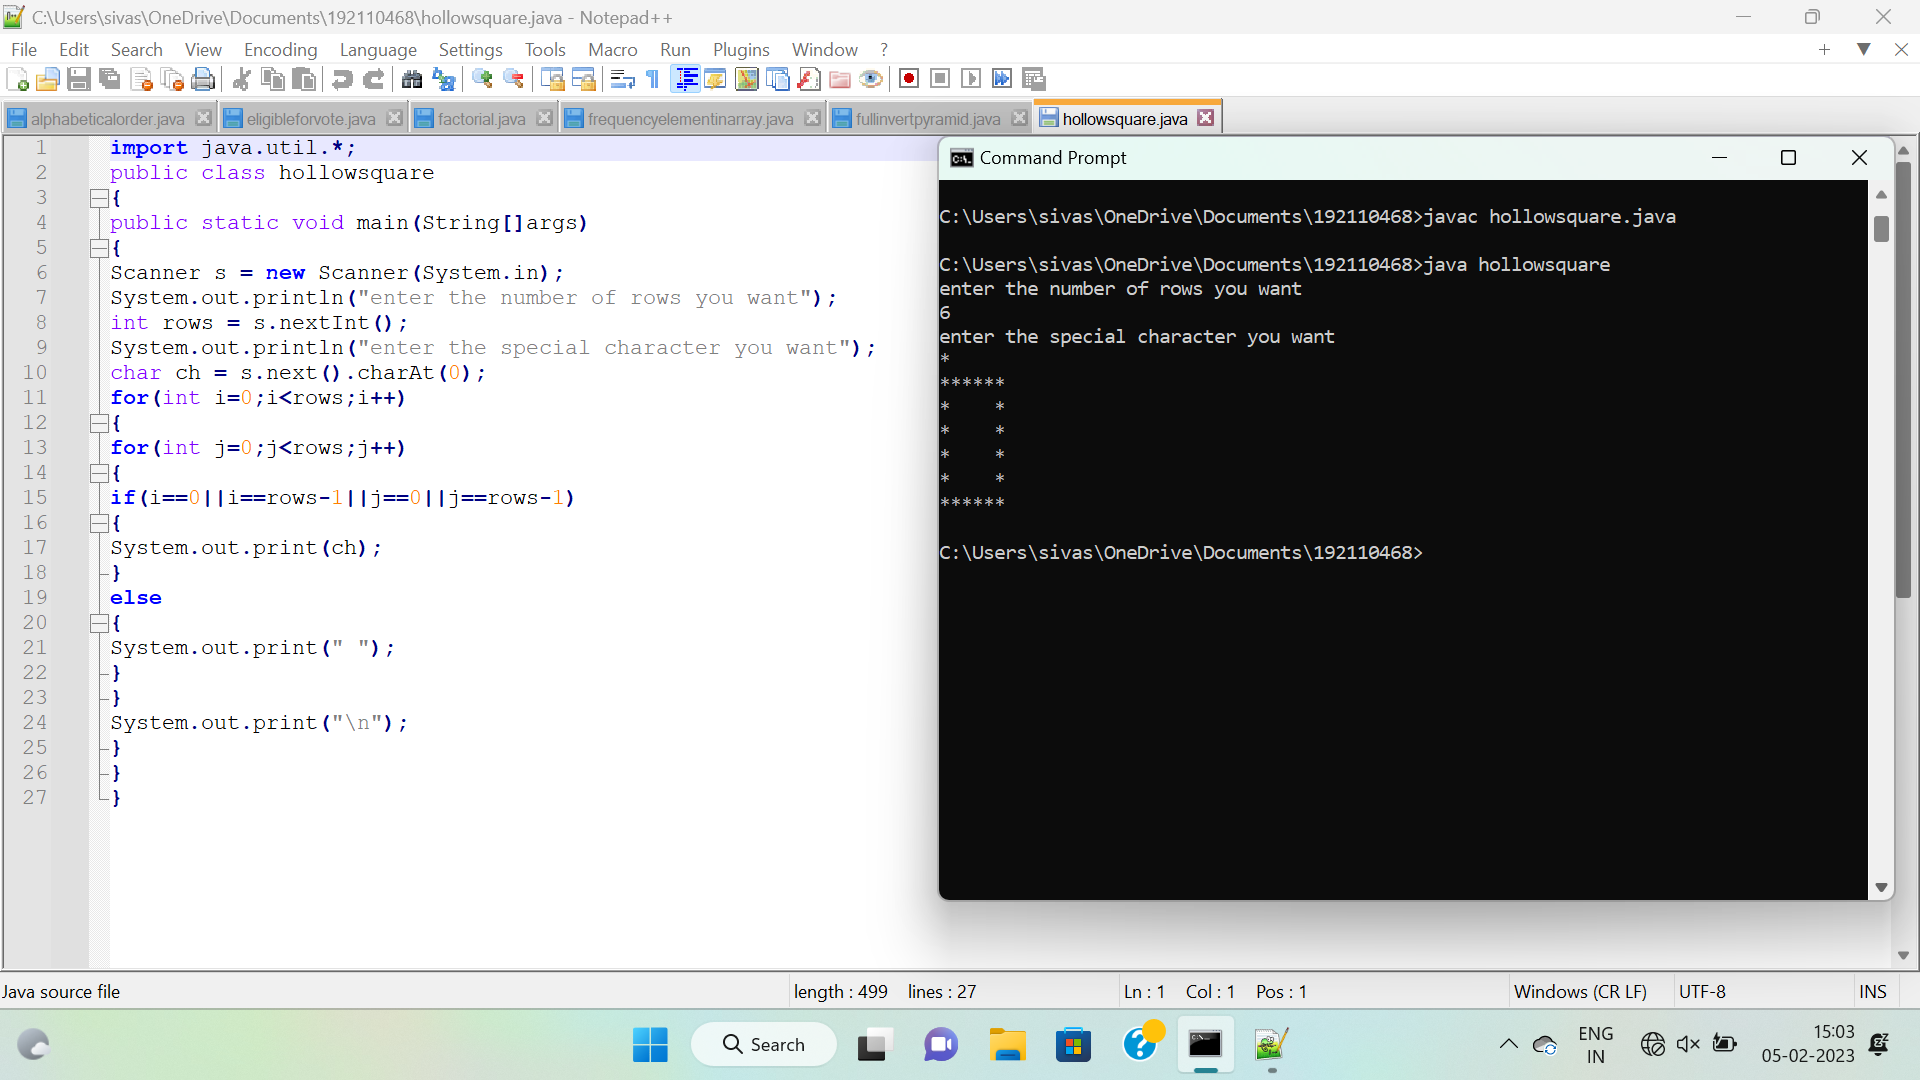 C:\Users\sivas\OneDrive\Documents\192110468\hollowsquare.java - Notepad++
File Edit Search View Encoding Language Settings Tools Macro Run Plugins Window ?
alphabeticalorder.java eligibleforvote.java factorial.java frequencyelementinarray.java fullinvertpyramid.java hollowsquare.java
1 import java.util.*;
2 public class hollowsquare
3 {
4 public static void main(String[]args)
5 {
6 Scanner s = new Scanner(System.in);
7 System.out.println("enter the number of rows you want");
8 int rows = s.nextInt();
9 System.out.println("enter the special character you want");
10 char ch = s.next().charAt(0);
11 for(int i=0;i<rows;i++)
12 {
13 for(int j=0;j<rows;j++)
14 {
15 if(i==0||i==rows-1||j==0||j==rows-1)
16 {
17 System.out.print(ch);
18 }
19 else
20 {
21 System.out.print(" ");
22 }
23 }
24 System.out.print("\n");
25 }
26 }
27 }
Command Prompt
C:\Users\sivas\OneDrive\Documents\192110468>javac hollowsquare.java
C:\Users\sivas\OneDrive\Documents\192110468>java hollowsquare
enter the number of rows you want
6
enter the special character you want
*
******
*    *
*    *
*    *
*    *
******
C:\Users\sivas\OneDrive\Documents\192110468>
Java source file length : 499 lines : 27 Ln : 1 Col : 1 Pos : 1 Windows (CR LF) UTF-8 INS
Search
ENG
IN
15:03
05-02-2023